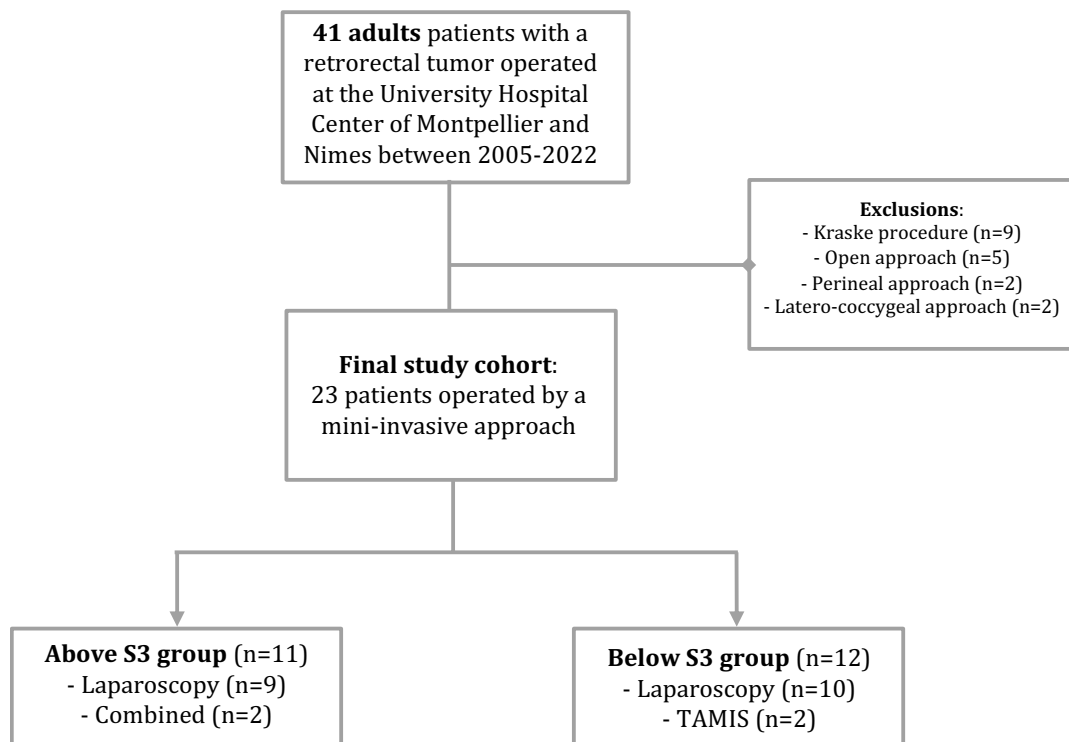 41 adults patients with a
retrorectal tumor operated
at the University Hospital
Center of Montpellier and
Nimes between 2005-2022
Exclusions:
- Kraske procedure (n=9)
- Open approach (n=5)
- Perineal approach (n=2)
- Latero-coccygeal approach (n=2)
Final study cohort:
23 patients operated by a
mini-invasive approach
Above S3 group (n=11)
- Laparoscopy (n=9)
- Combined (n=2)
Below S3 group (n=12)
- Laparoscopy (n=10)
- TAMIS (n=2)